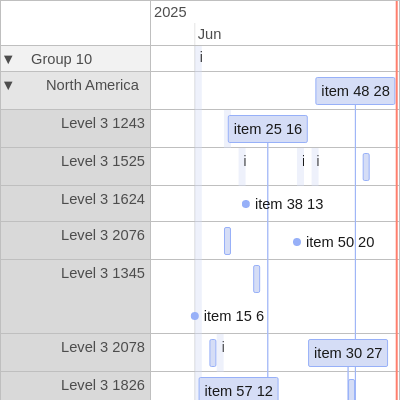 2025
Jun
▼ Group 10 i
▼ North America item 48 28
Level 3 1243 item 25 16
Level 3 1525 i i i
Level 3 1624 item 38 13
Level 3 2076 item 50 20
Level 3 1345
item 15 6
Level 3 2078 i item 30 27
Level 3 1826 item 57 12